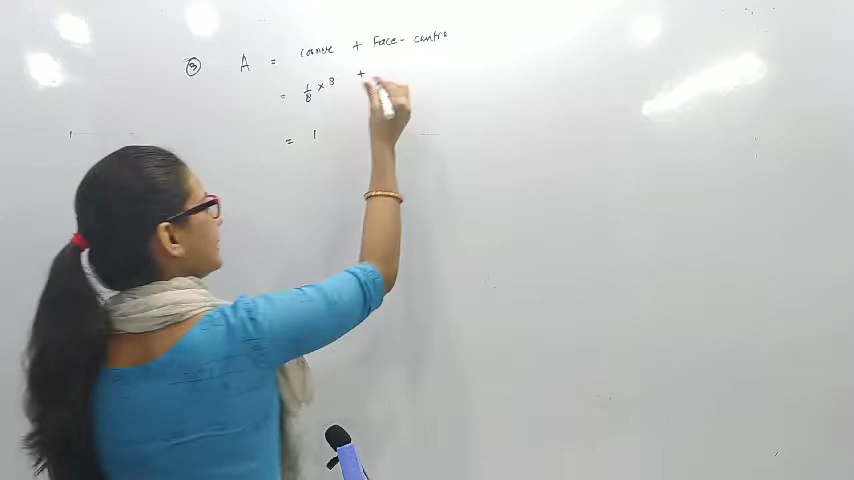 ③ A = corner + Face-centre
= 1/8 × 8 +
= 1